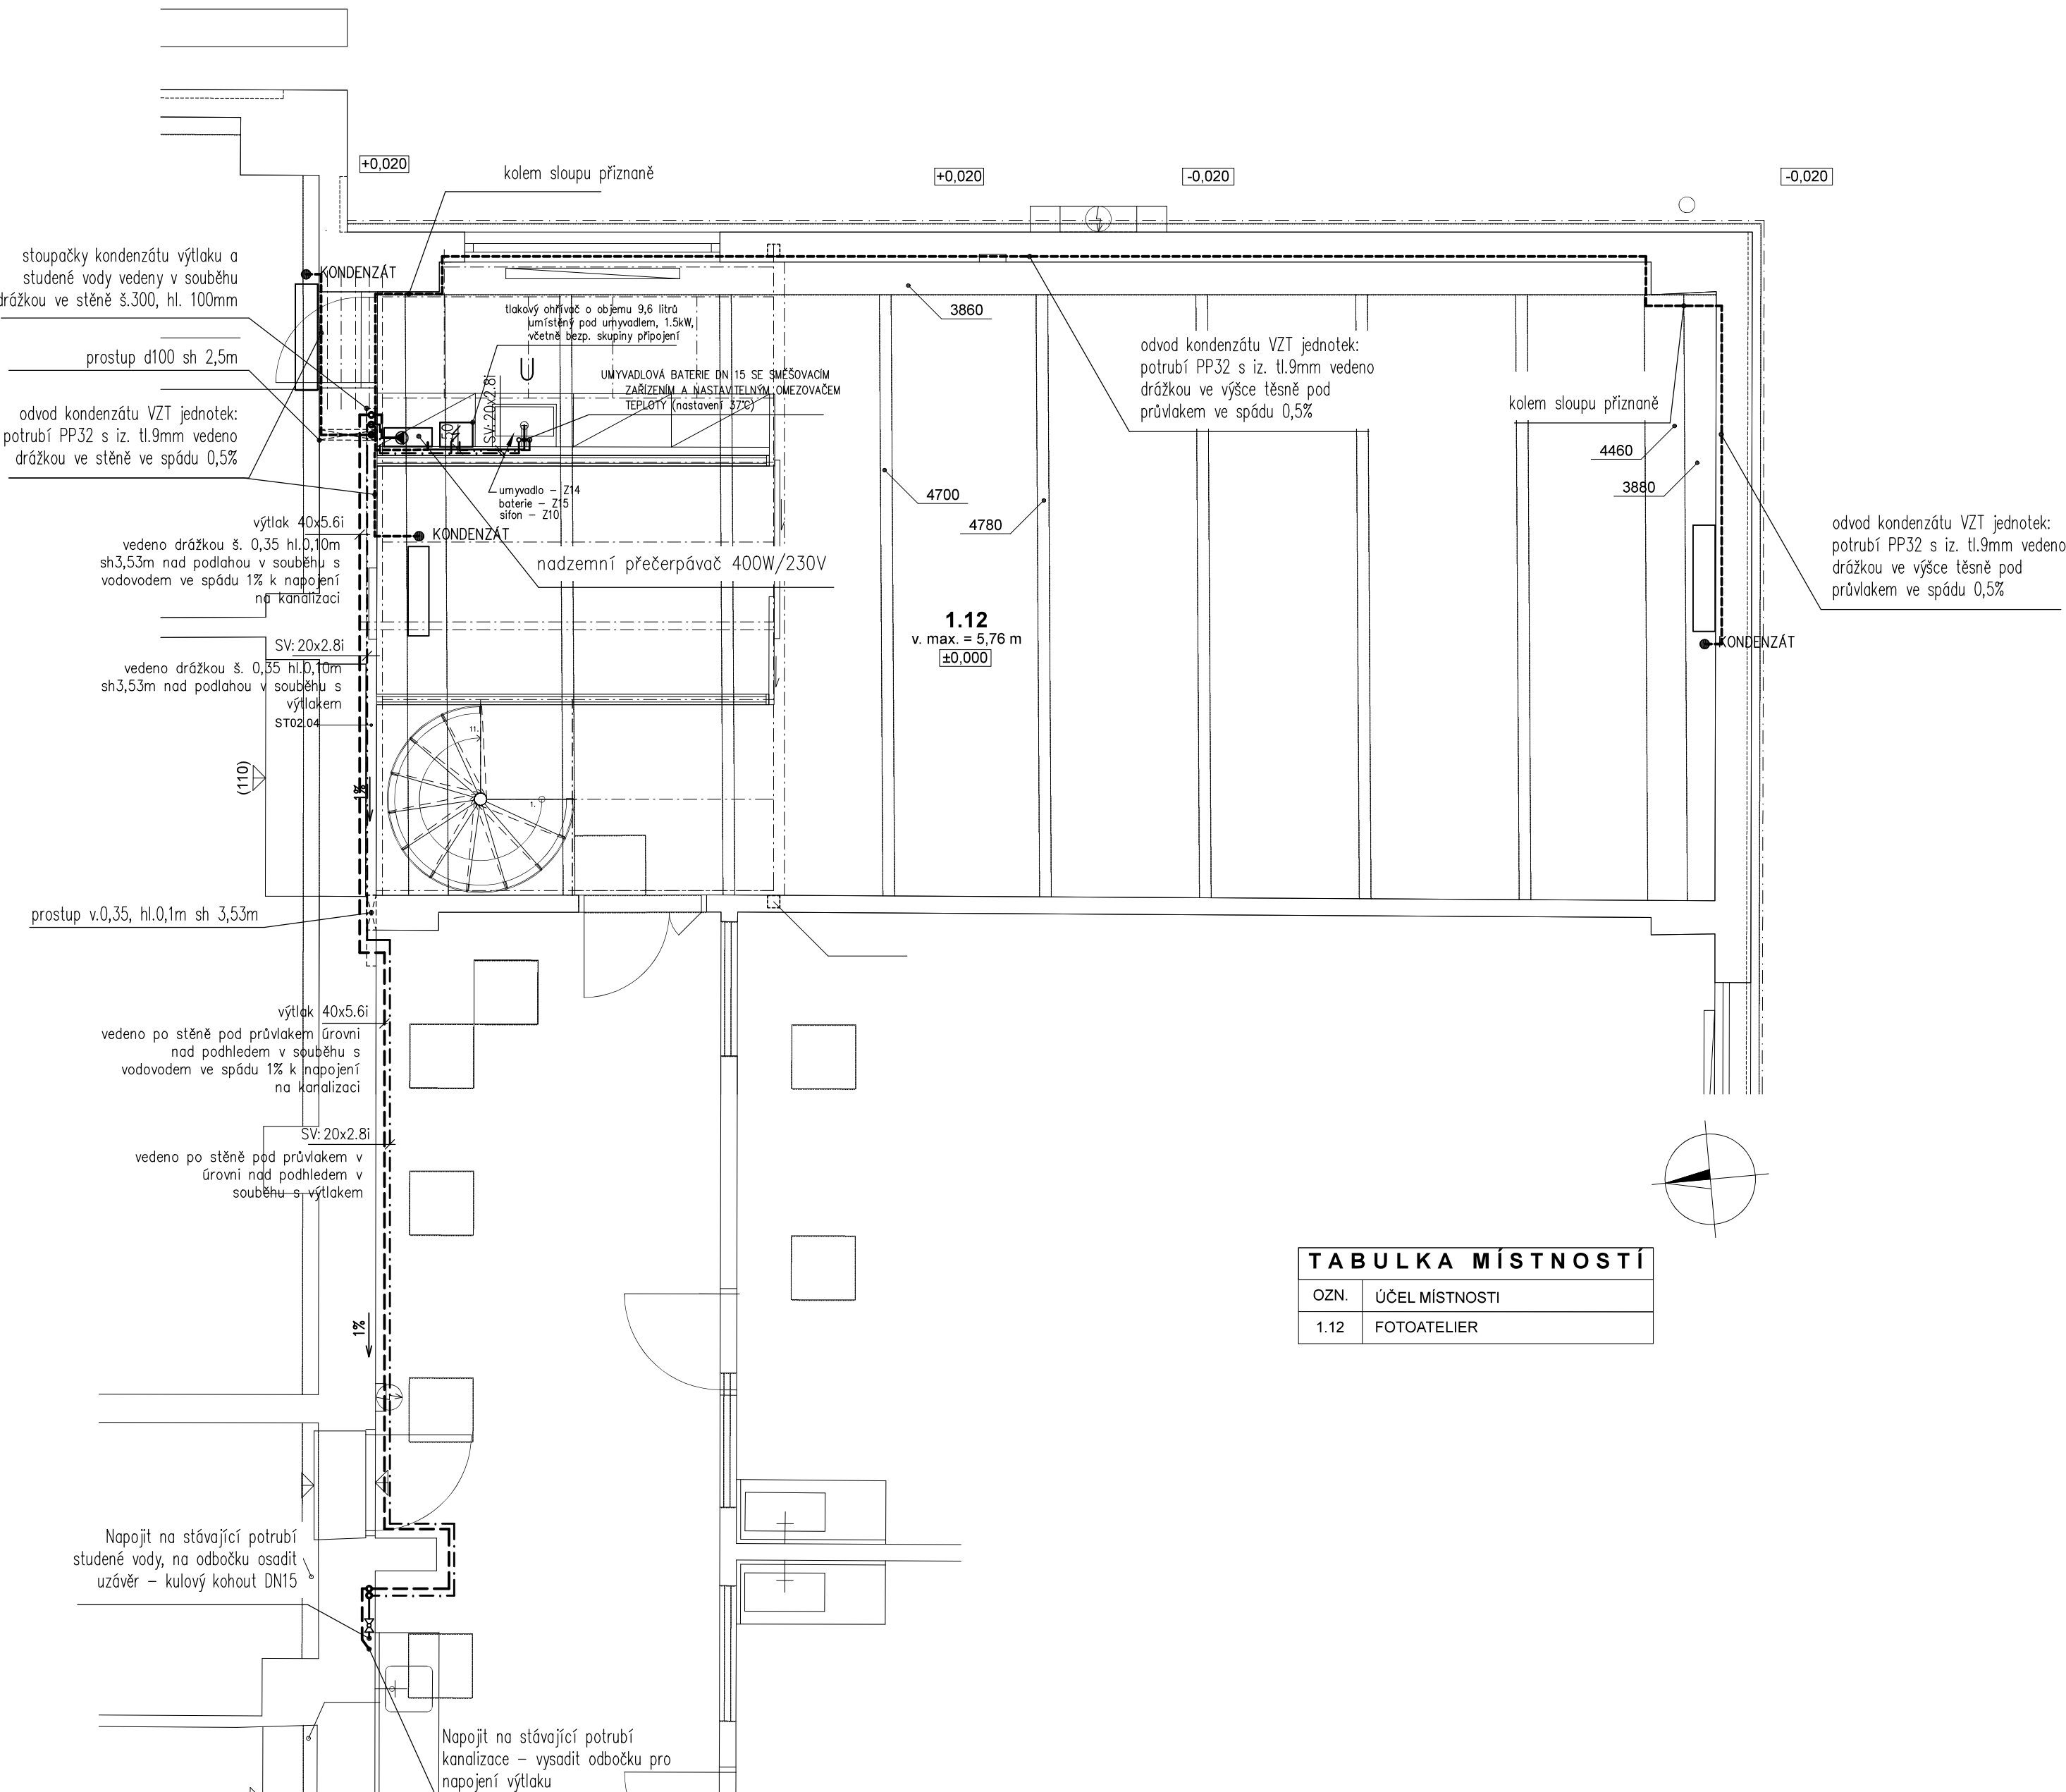 +0,020
kolem sloupu přiznaně
+0,020
-0,020
-0,020
stoupačky kondenzátu výtlaku a
studené vody vedeny v souběhu
drážkou ve stěně š.300, hl. 100mm
KONDENZÁT
prostup d100 sh 2,5m
odvod kondenzátu VZT jednotek:
potrubí PP32 s iz. tl.9mm vedeno
drážkou ve stěně ve spádu 0,5%
tlakový ohřívač o objemu 9,6 litrů
umístěný pod umyvadlem, 1.5kW,
včetně bezp. skupiny připojení
U
UMYVADLOVÁ BATERIE DN 15 SE SMĚŠOVACÍM
ZAŘÍZENÍM A NASTAVITELNÝM OMEZOVAČEM
TEPLOTY (nastavení 37°C)
SV: 20x2.8i
umyvadlo – Z14
baterie – Z15
sifon – Z10
KONDENZÁT
nadzemní přečerpávač 400W/230V
3860
odvod kondenzátu VZT jednotek:
potrubí PP32 s iz. tl.9mm vedeno
drážkou ve výšce těsně pod
průvlakem ve spádu 0,5%
kolem sloupu přiznaně
4460
3880
4700
4780
odvod kondenzátu VZT jednotek:
potrubí PP32 s iz. tl.9mm vedeno
drážkou ve výšce těsně pod
průvlakem ve spádu 0,5%
KONDENZÁT
1.12
v. max. = 5,76 m
±0,000
výtlak 40x5.6i
vedeno drážkou š. 0,35 hl.0,10m
sh3,53m nad podlahou v souběhu s
vodovodem ve spádu 1% k napojení
na kanalizaci
SV: 20x2.8i
vedeno drážkou š. 0,35 hl.0,10m
sh3,53m nad podlahou v souběhu s
výtlakem
ST02.04
11.
1.
(110)
1%
prostup v.0,35, hl.0,1m sh 3,53m
výtlak 40x5.6i
vedeno po stěně pod průvlakem úrovni
nad podhledem v souběhu s
vodovodem ve spádu 1% k napojení
na kanalizaci
SV: 20x2.8i
vedeno po stěně pod průvlakem v
úrovni nad podhledem v
souběhu s výtlakem
1%
TABULKA MÍSTNOSTÍ
OZN. ÚČEL MÍSTNOSTI
1.12 FOTOATELIER
Napojit na stávající potrubí
studené vody, na odbočku osadit
uzávěr – kulový kohout DN15
Napojit na stávající potrubí
kanalizace – vysadit odbočku pro
napojení výtlaku